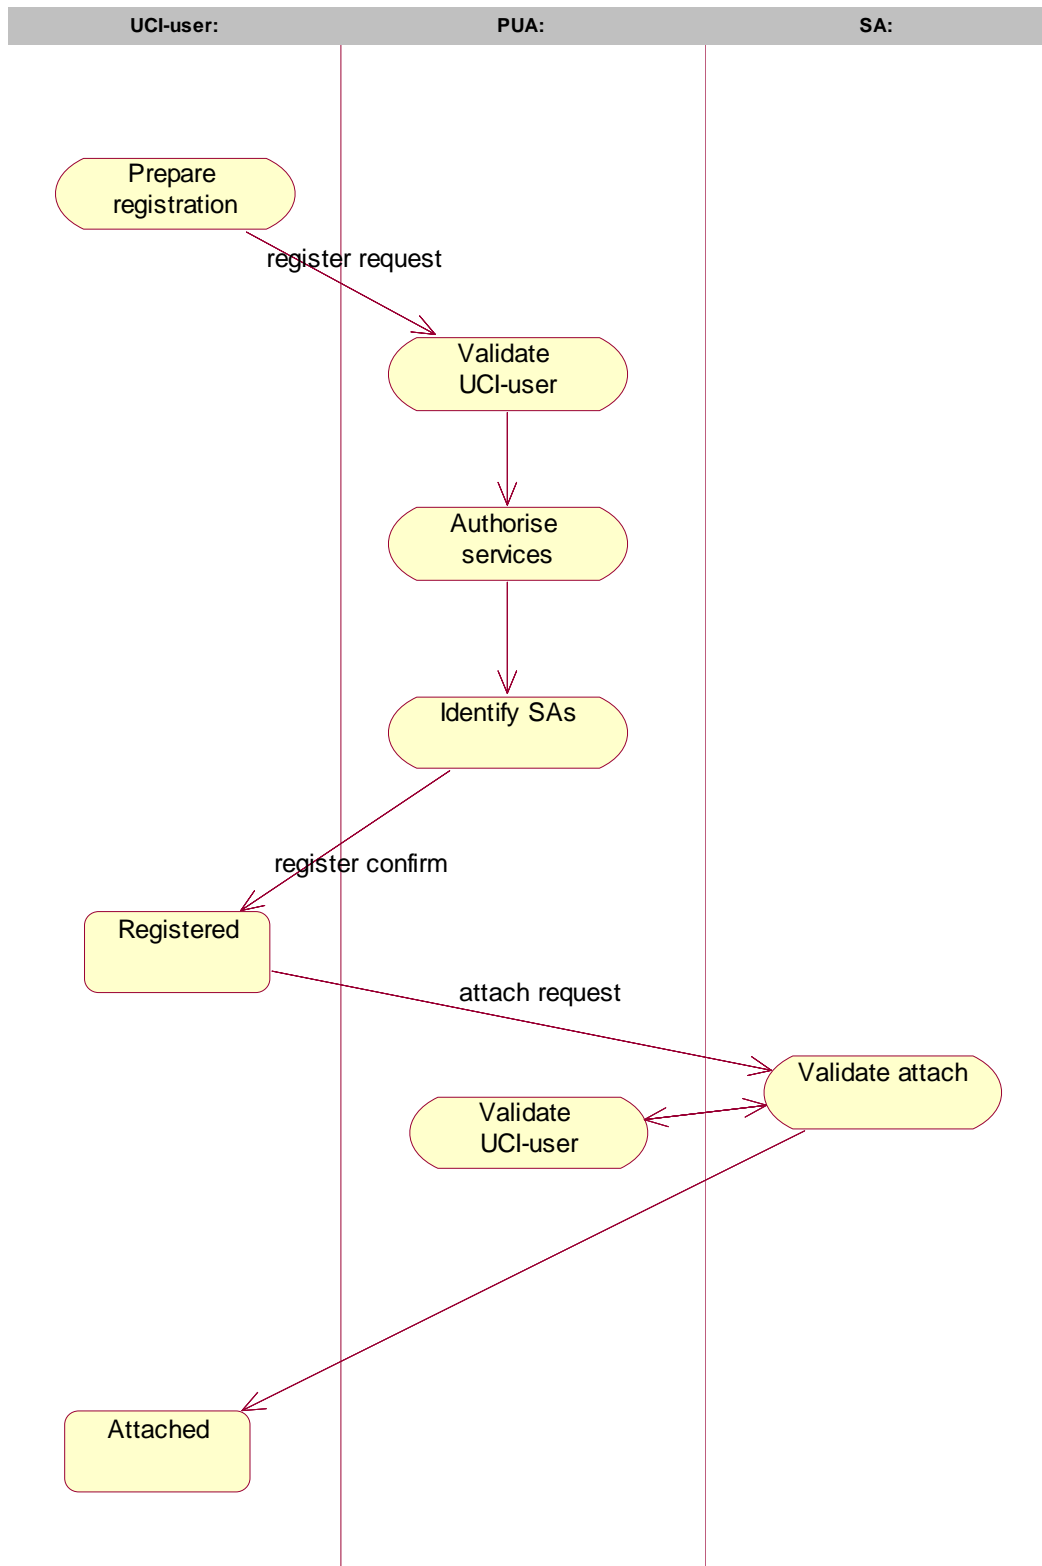 UCI-user:
PUA:
SA:
Prepare
registration
register request
Validate
UCI-user
Authorise
services
Identify SAs
register confirm
Registered
attach request
Validate attach
Validate
UCI-user
Attached